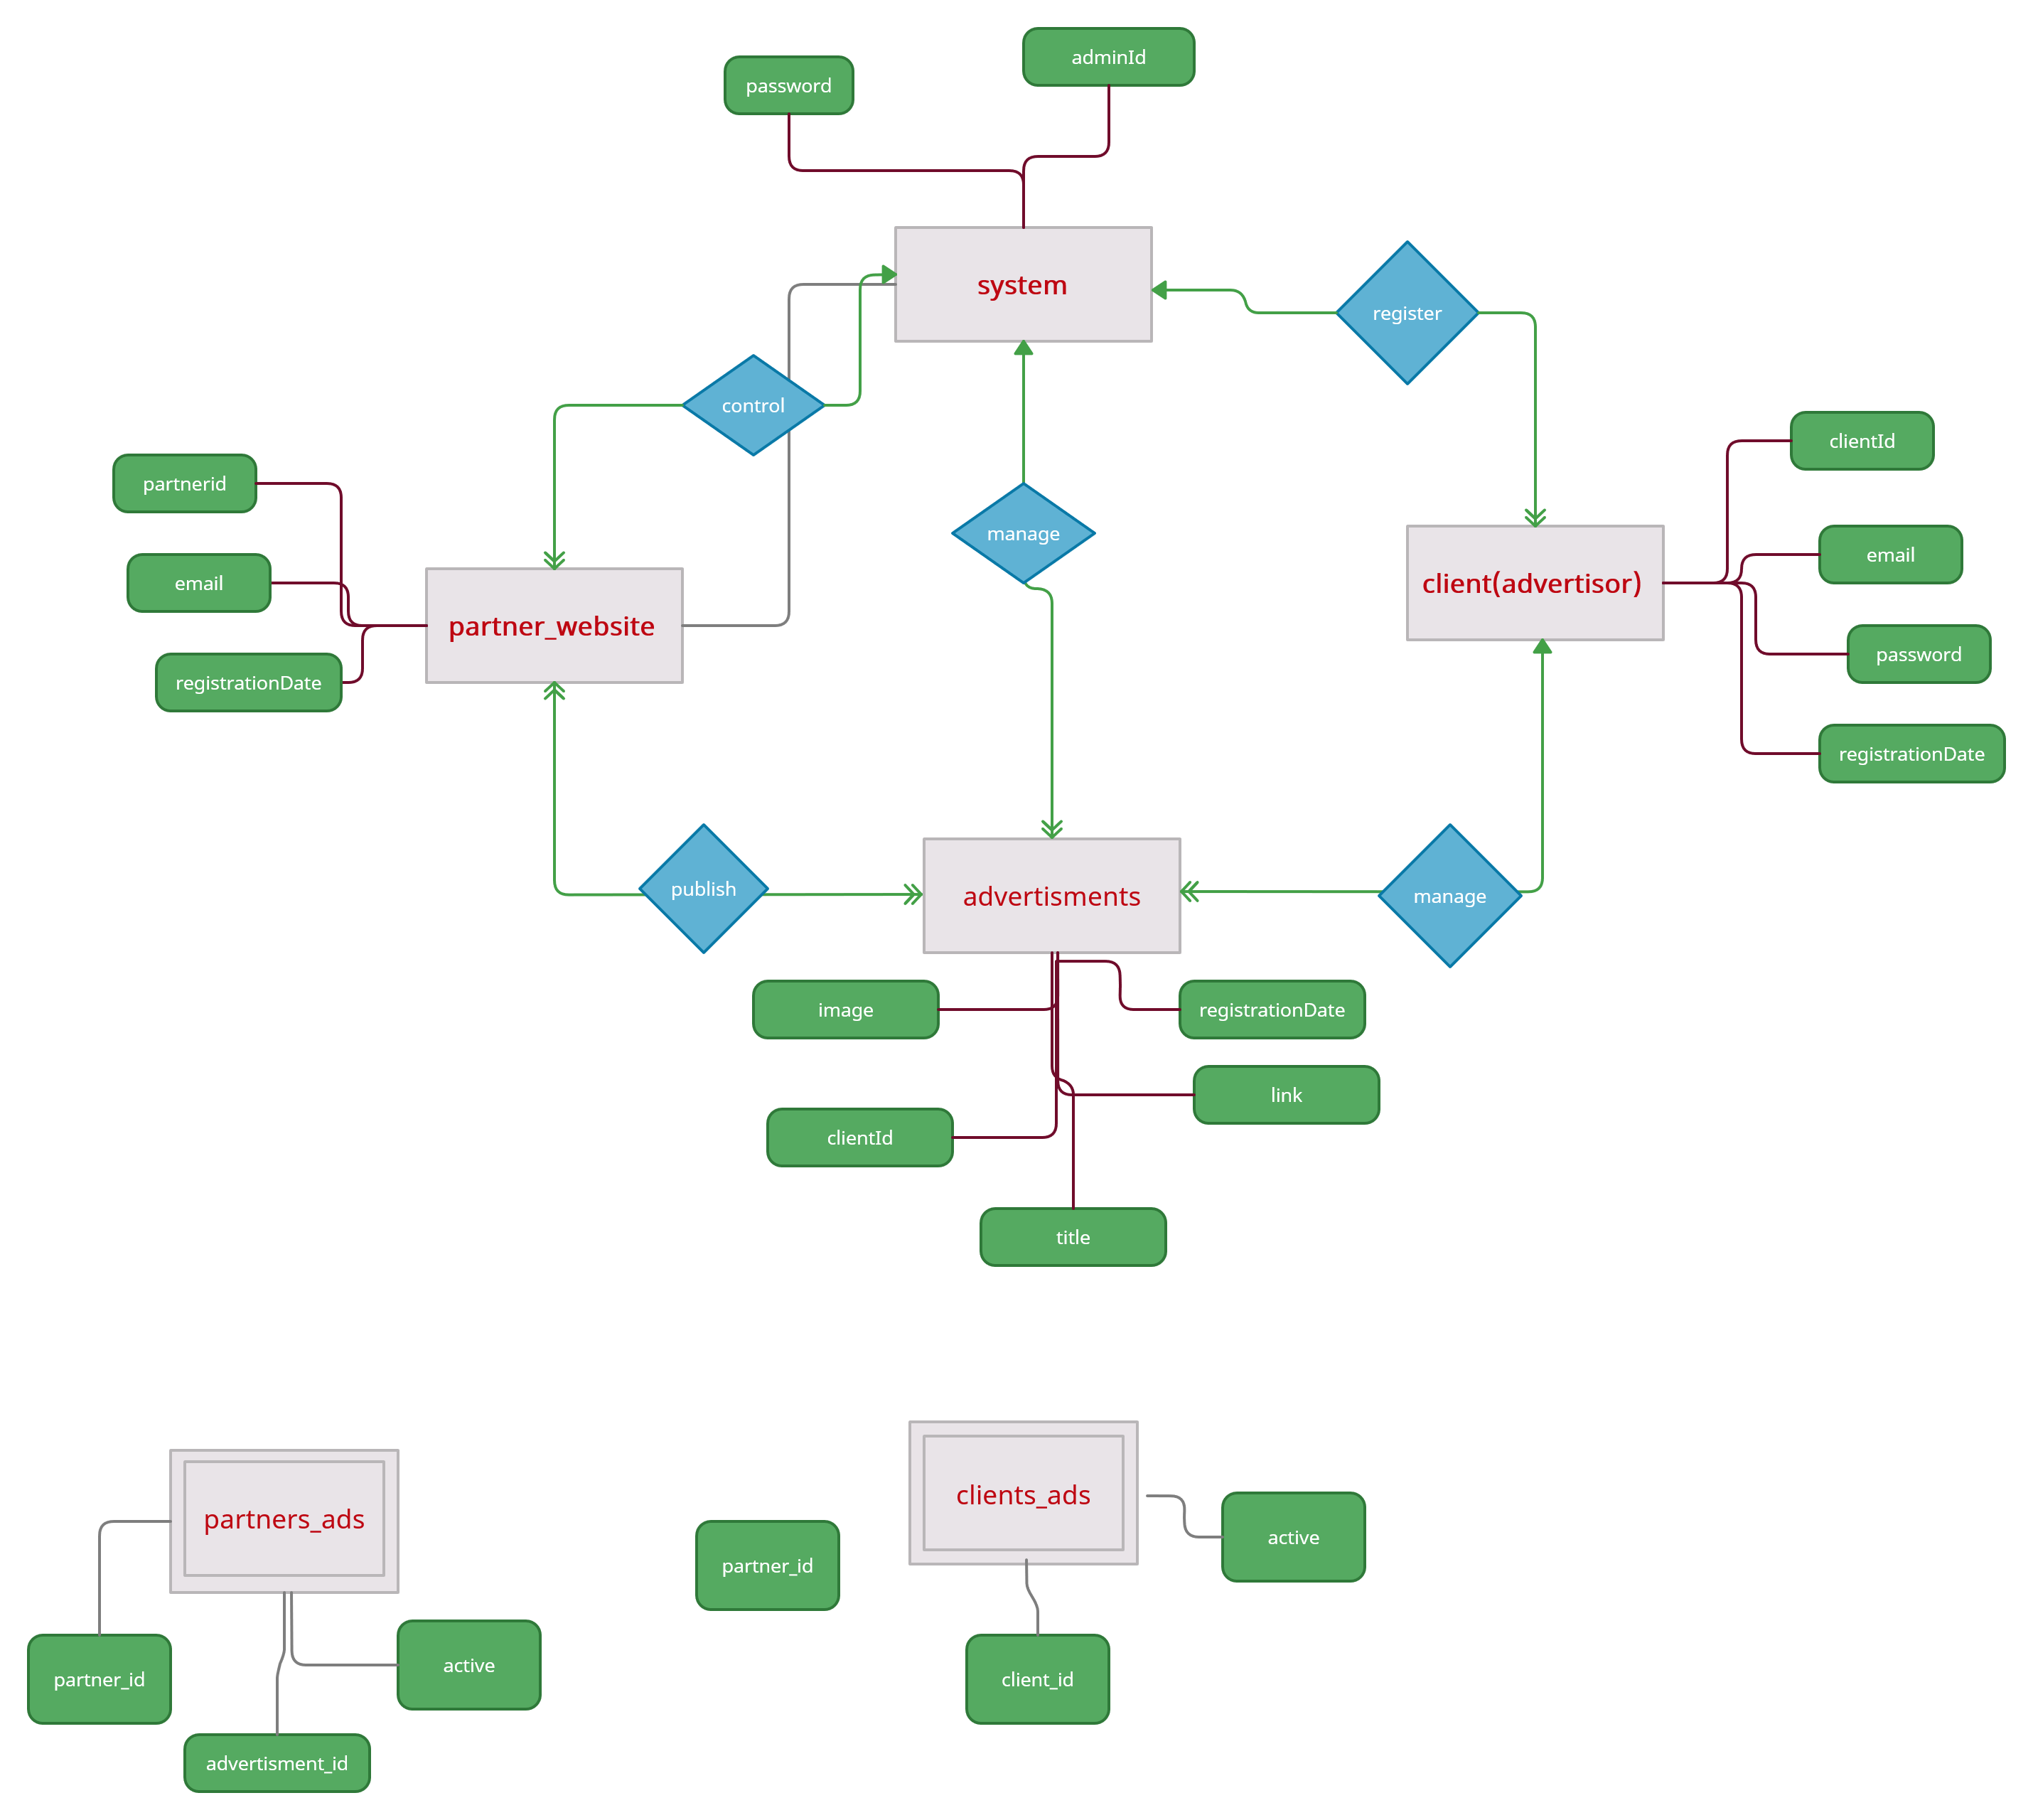 adminId
password
system
register
control
clientId
partnerid
manage
email
email
client(advertisor)
partner_website
password
registrationDate
registrationDate
publish
advertisments
manage
image
registrationDate
link
clientId
title
clients_ads
partners_ads
active
partner_id
active
partner_id
client_id
advertisment_id